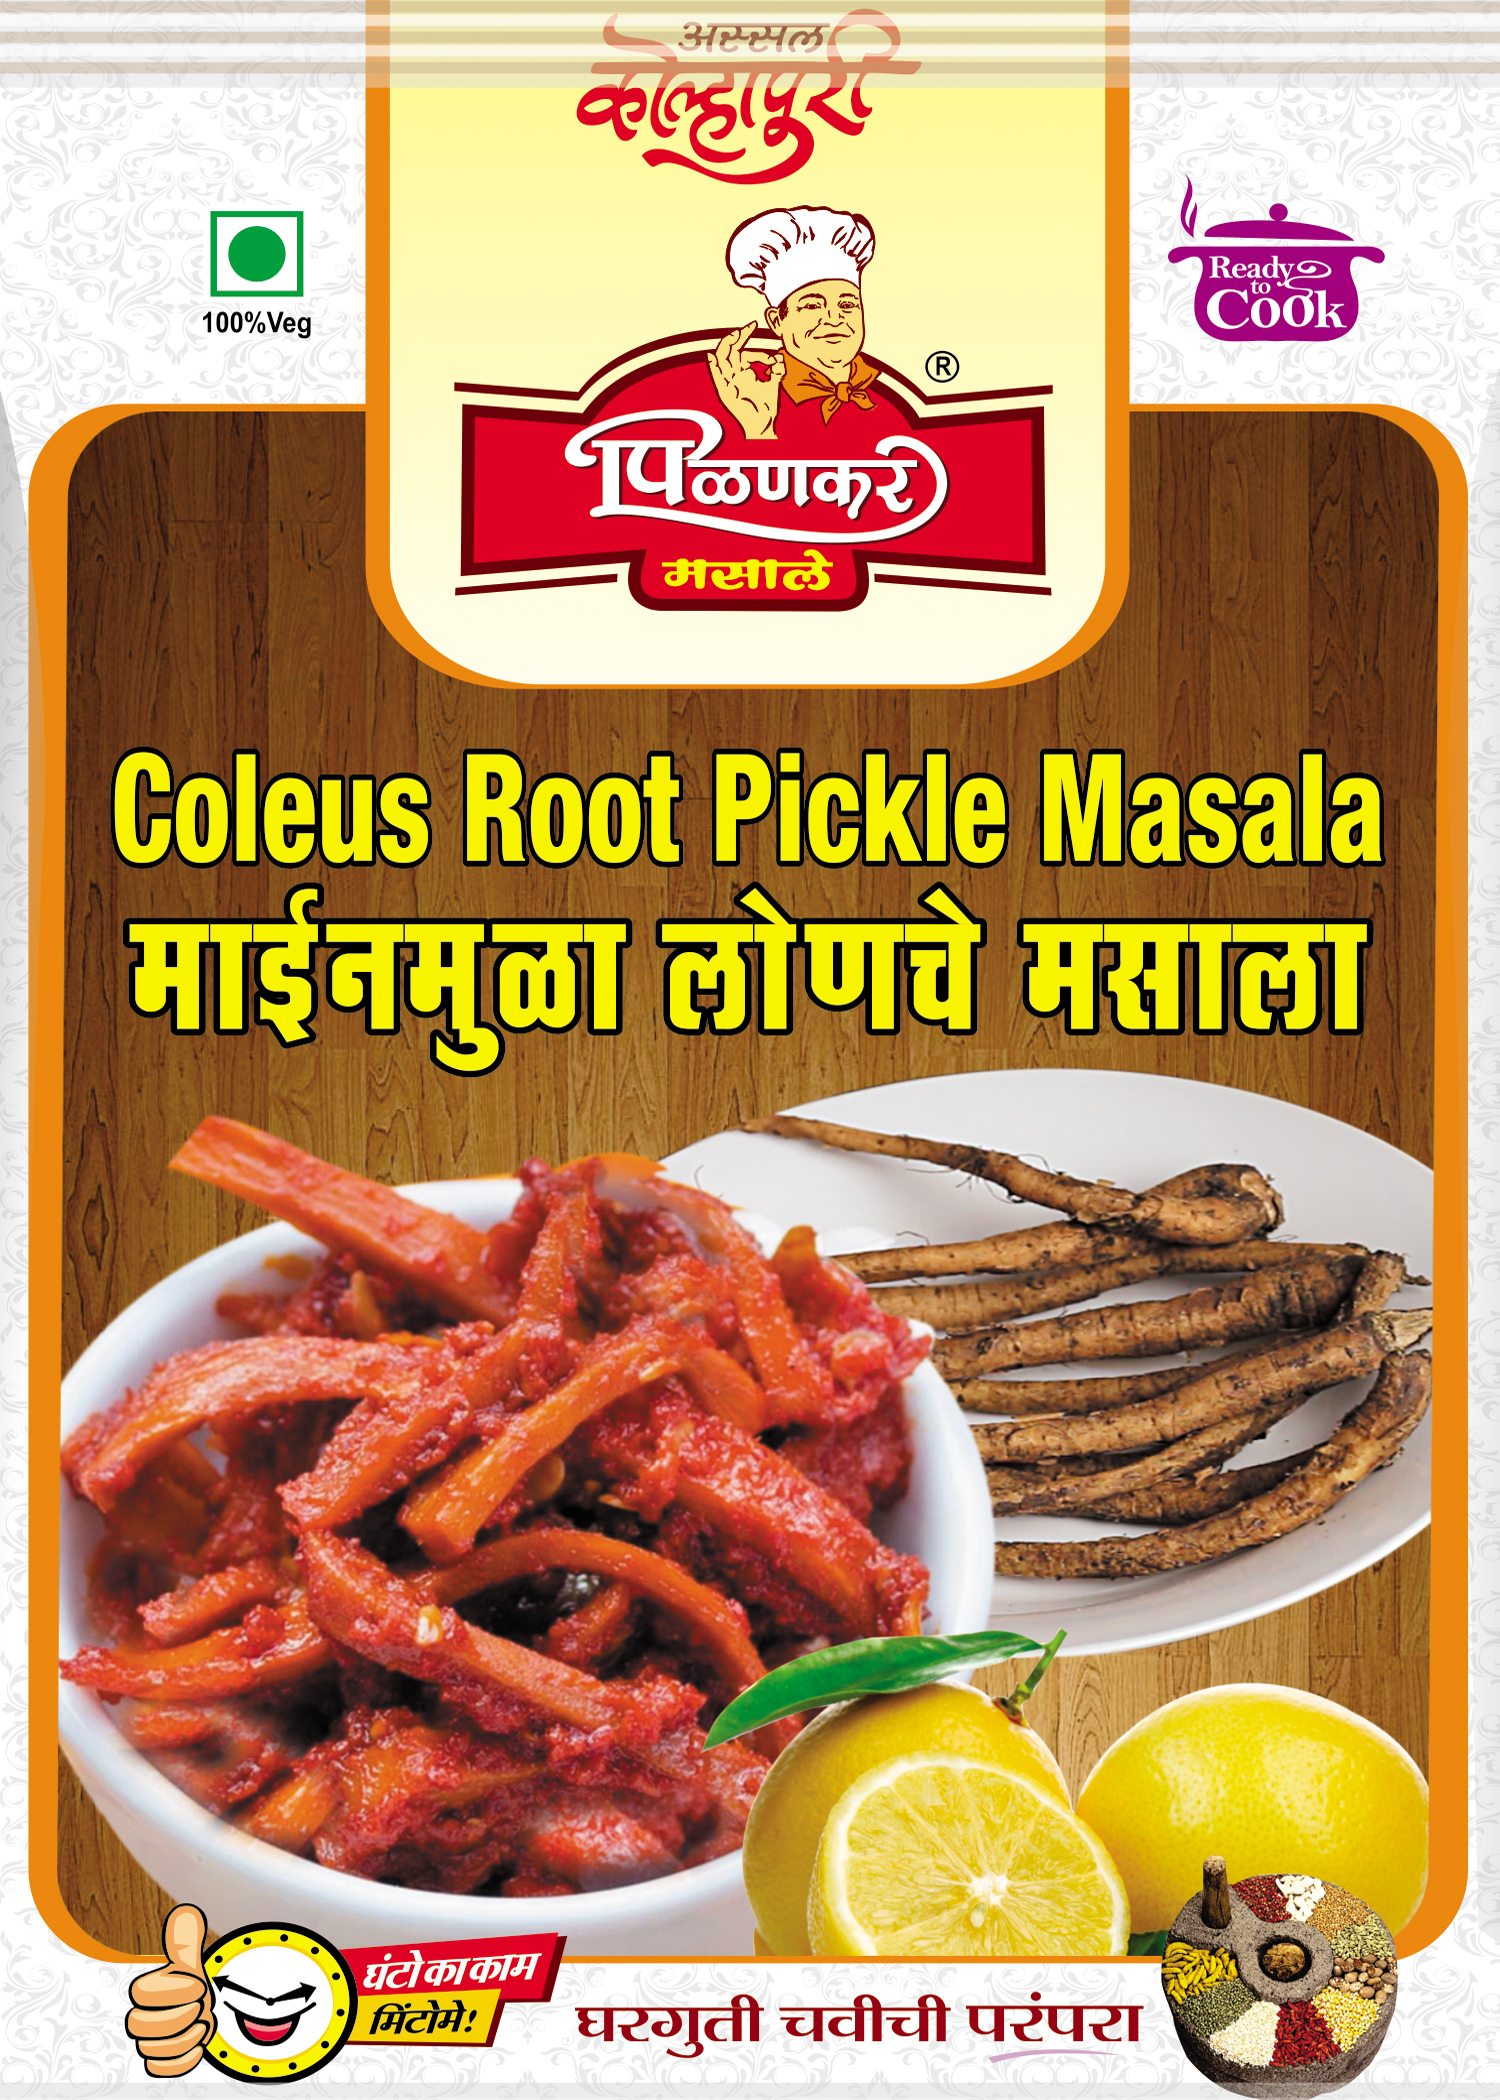 अस्सल
कोल्हापुरी
100%Veg
Ready
to
Cook
®
पिळणकर
मसाले
Coleus Root Pickle Masala
माईनमुळा लोणचे मसाला
घंटो का काम
मिंटोमे!
घरगुती चवीची परंपरा